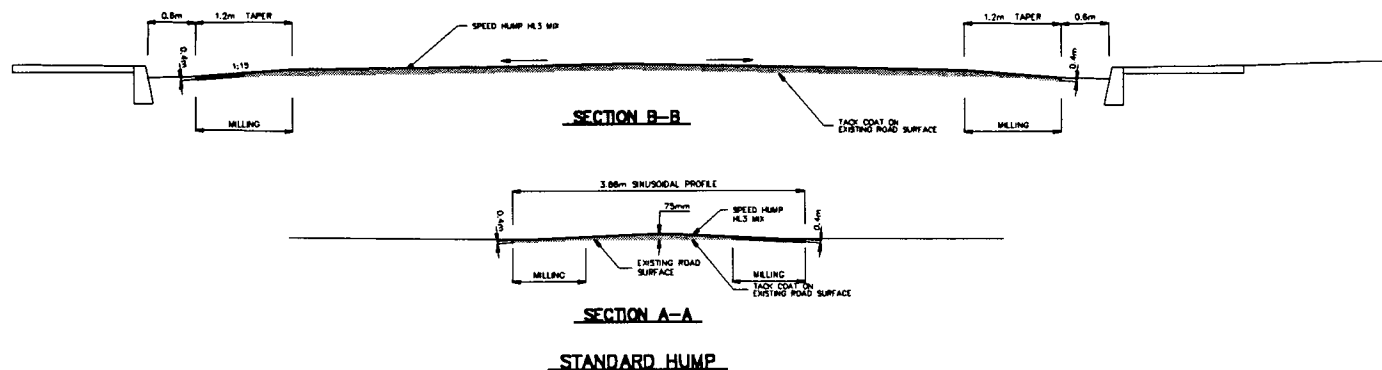 0.6m
1.2m TAPER
SPEED HUMP HL3 MIX
1.2m TAPER
0.6m
0.4m
1:15
0.4m
MILLING
SECTION B-B
TACK COAT ON
EXISTING ROAD SURFACE
MILLING
3.66m SINUSOIDAL PROFILE
75mm
SPEED HUMP
HL3 MIX
0.4m
0.4m
MILLING
EXISTING ROAD
SURFACE
MILLING
TACK COAT ON
EXISTING ROAD SURFACE
SECTION A-A
STANDARD HUMP